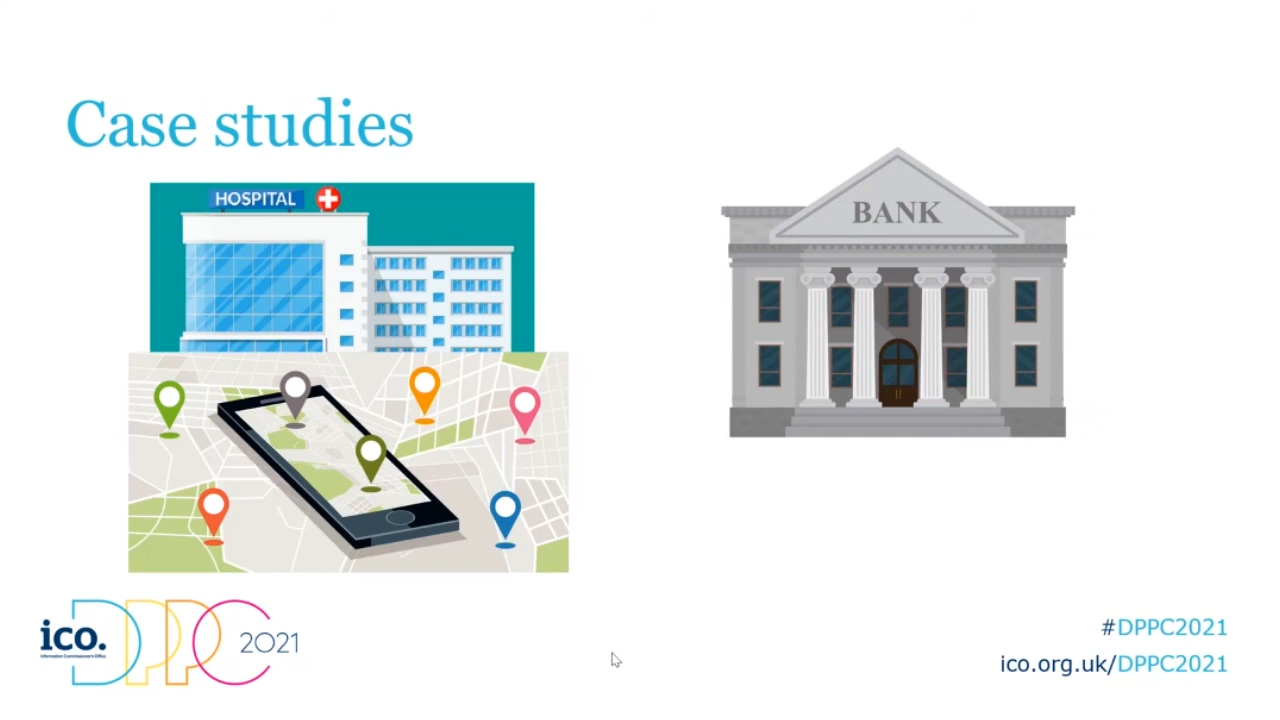 Case studies
HOSPITAL
BANK
ico.
Information Commissioner's Office
DPPC
2021
#DPPC2021
ico.org.uk/DPPC2021